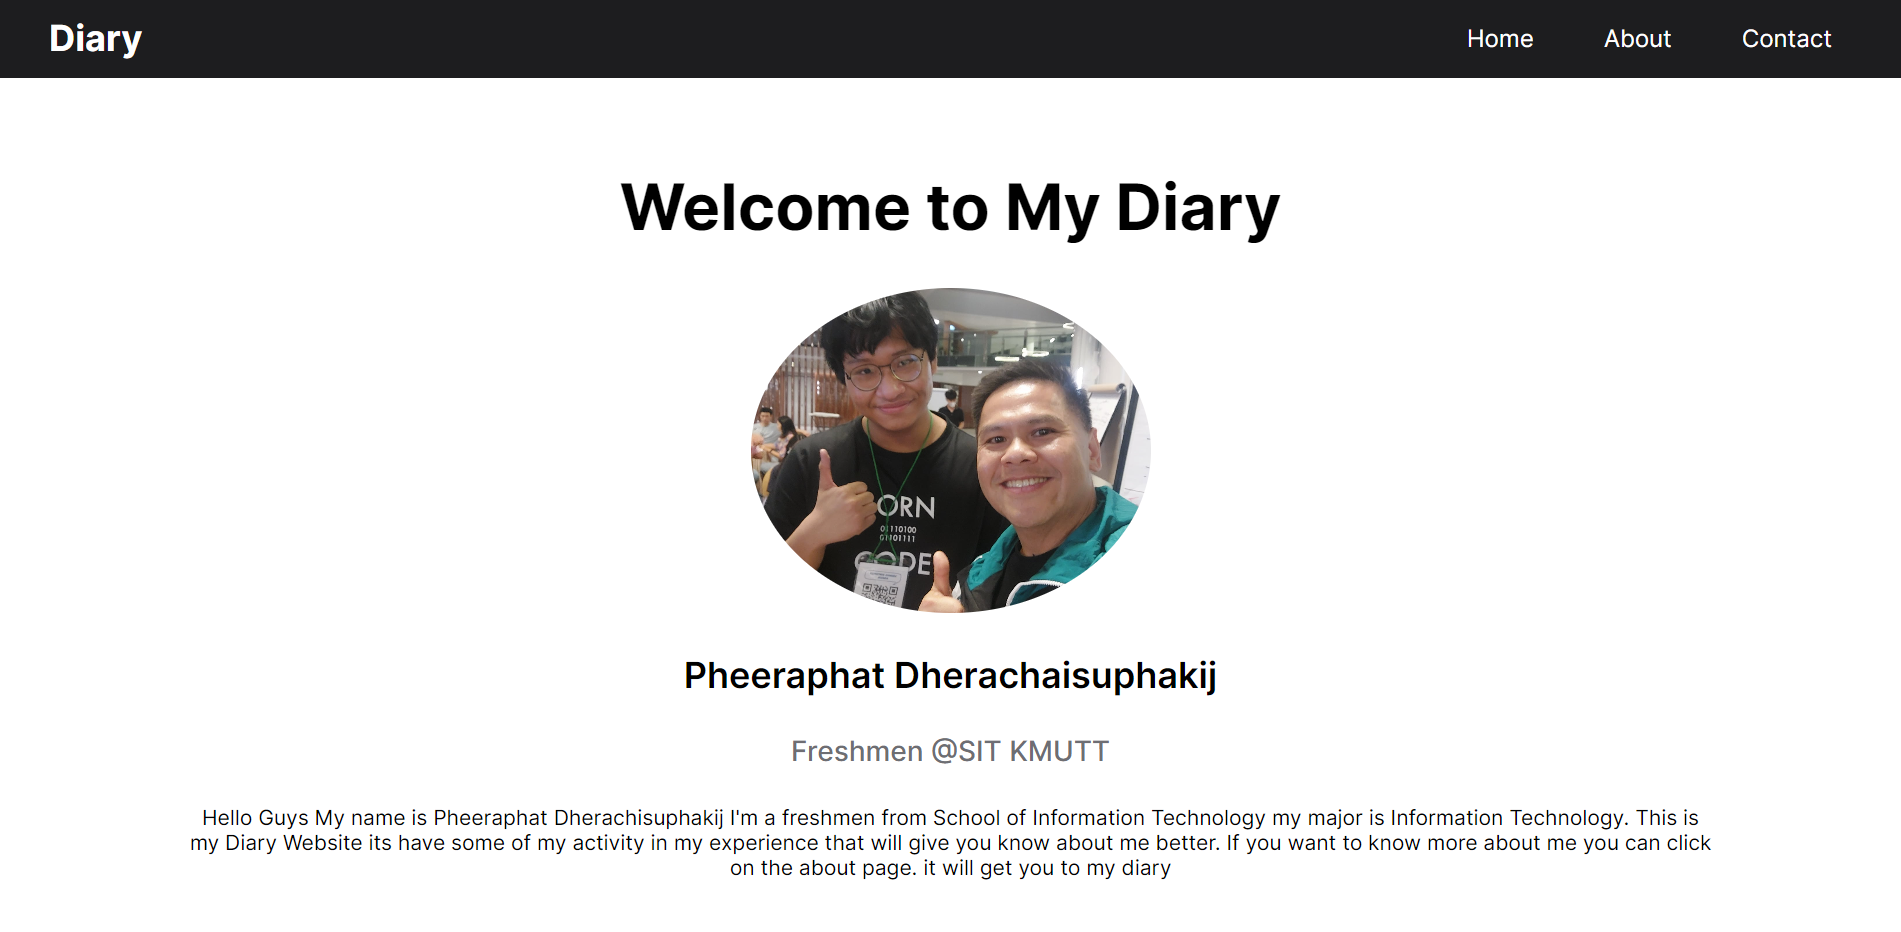 Diary
Home About Contact
Welcome to My Diary
ORN
01110100
01101111
CODE
Pheeraphat Dherachaisuphakij
Freshmen @SIT KMUTT
Hello Guys My name is Pheeraphat Dherachisuphakij I'm a freshmen from School of Information Technology my major is Information Technology. This is
my Diary Website its have some of my activity in my experience that will give you know about me better. If you want to know more about me you can click
on the about page. it will get you to my diary